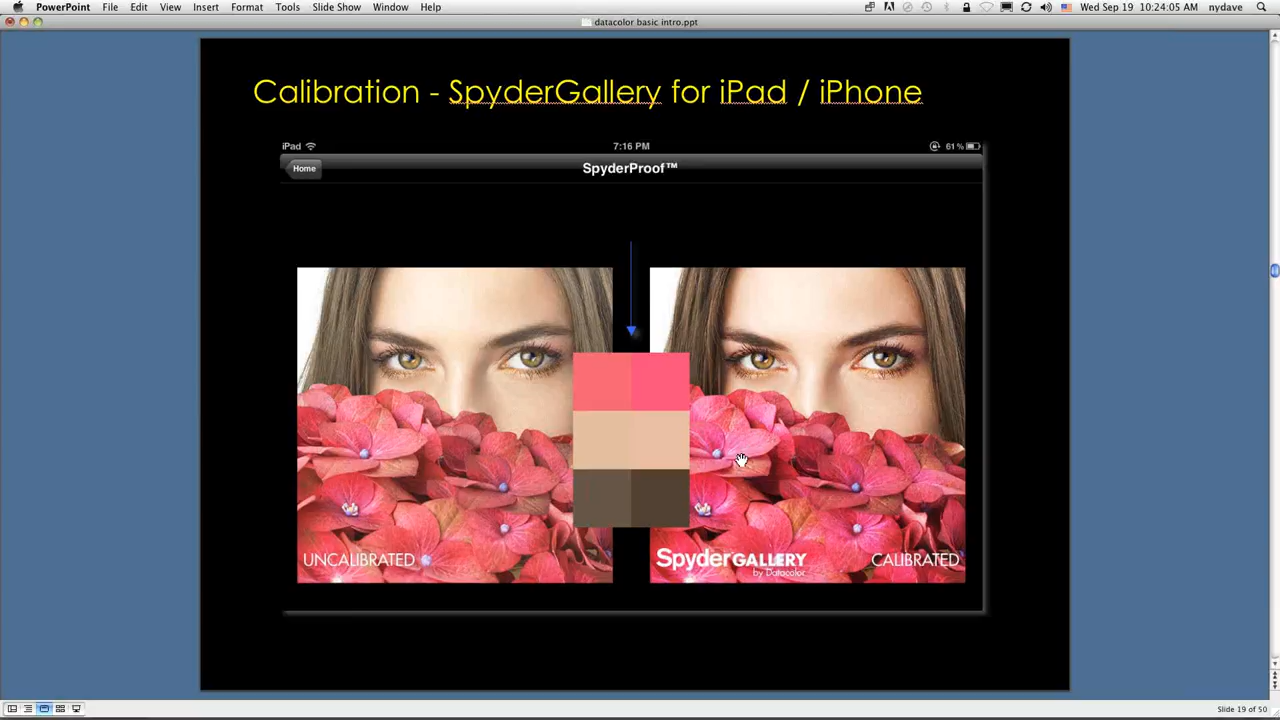 PowerPoint File Edit View Insert Format Tools Slide Show Window Help Wed Sep 19 10:24:05 AM nydave
datacolor basic intro.ppt
Calibration - SpyderGallery for iPad / iPhone
iPad 7:16 PM 61%
Home SpyderProof™
UNCALIBRATED SpyderGALLERY CALIBRATED
by Datacolor
Slide 19 of 50